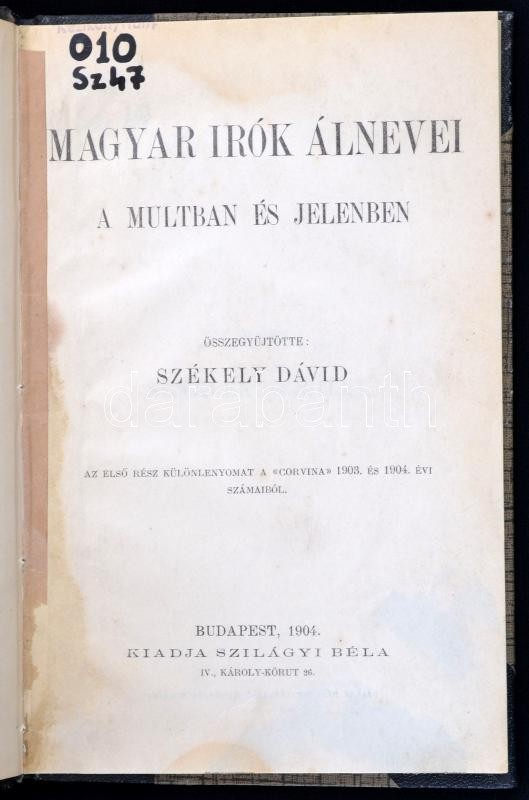 010
Sz47
MAGYAR IRÓK ÁLNEVEI
A MULTBAN ÉS JELENBEN
ÖSSZEGYÜJTÖTTE:
SZÉKELY DÁVID
darabanth
AZ ELSŐ RÉSZ KÜLÖNLENYOMAT A «CORVINA» 1903. ÉS 1904. ÉVI
SZÁMAIBÓL.
BUDAPEST, 1904.
KIADJA SZILÁGYI BÉLA
IV., KÁROLY-KÖRUT 26.